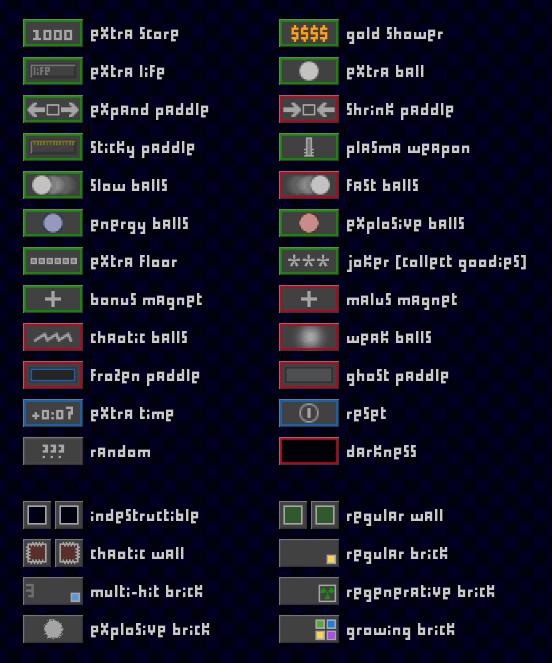 1000 extra score $$$$ gold shower
life extra life extra ball
expand paddle shrink paddle
sticky paddle plasma weapon
slow balls fast balls
energy balls explosive balls
extra floor *** joker [collect goodies]
+ bonus magnet + malus magnet
chaotic balls weak balls
frozen paddle ghost paddle
+0:07 extra time reset
??? random darkness
indestructible regular wall
chaotic wall regular brick
3 multi-hit brick regenerative brick
explosive brick growing brick